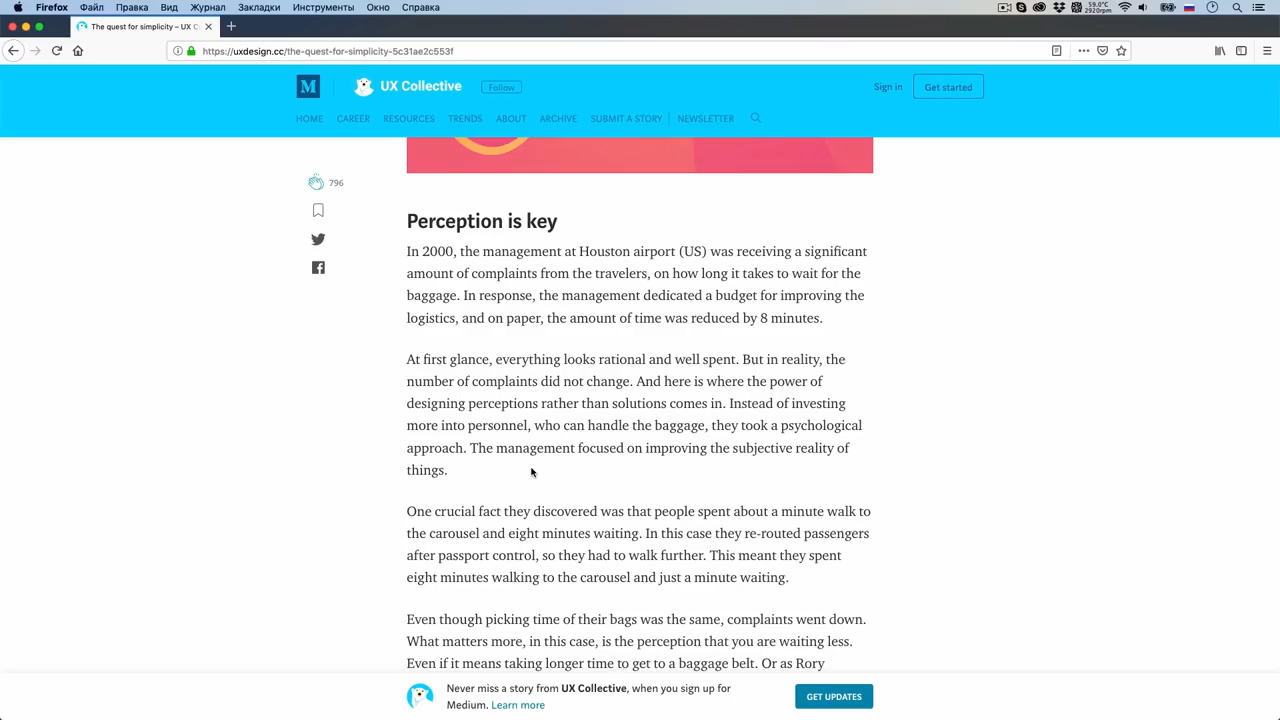 Firefox Файл Правка Вид Журнал Закладки Инструменты Окно Справка
59.0°C
2920rpm
The quest for simplicity – UX C
https://uxdesign.cc/the-quest-for-simplicity-5c31ae2c553f
M UX Collective Follow
Sign in Get started
HOME CAREER RESOURCES TRENDS ABOUT ARCHIVE SUBMIT A STORY NEWSLETTER
796
Perception is key
In 2000, the management at Houston airport (US) was receiving a significant
amount of complaints from the travelers, on how long it takes to wait for the
baggage. In response, the management dedicated a budget for improving the
logistics, and on paper, the amount of time was reduced by 8 minutes.
At first glance, everything looks rational and well spent. But in reality, the
number of complaints did not change. And here is where the power of
designing perceptions rather than solutions comes in. Instead of investing
more into personnel, who can handle the baggage, they took a psychological
approach. The management focused on improving the subjective reality of
things.
One crucial fact they discovered was that people spent about a minute walk to
the carousel and eight minutes waiting. In this case they re-routed passengers
after passport control, so they had to walk further. This meant they spent
eight minutes walking to the carousel and just a minute waiting.
Even though picking time of their bags was the same, complaints went down.
What matters more, in this case, is the perception that you are waiting less.
Even if it means taking longer time to get to a baggage belt. Or as Rory
Never miss a story from UX Collective, when you sign up for
Medium. Learn more
GET UPDATES